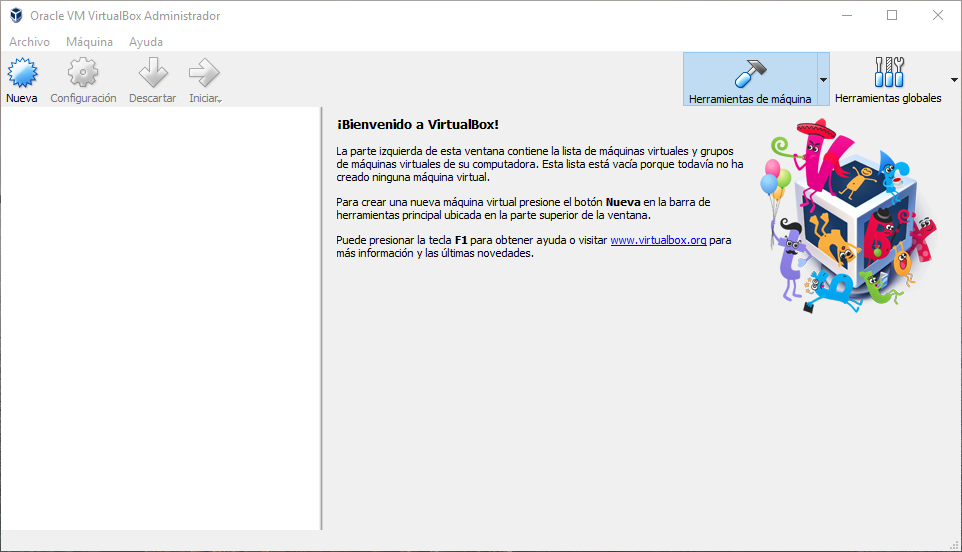 Oracle VM VirtualBox Administrador
Archivo Máquina Ayuda
Nueva Configuración Descartar Iniciar Herramientas de máquina Herramientas globales
¡Bienvenido a VirtualBox!
La parte izquierda de esta ventana contiene la lista de máquinas virtuales y grupos
de máquinas virtuales de su computadora. Esta lista está vacía porque todavía no ha
creado ninguna máquina virtual.
Para crear una nueva máquina virtual presione el botón Nueva en la barra de
herramientas principal ubicada en la parte superior de la ventana.
Puede presionar la tecla F1 para obtener ayuda o visitar www.virtualbox.org para
más información y las últimas novedades.